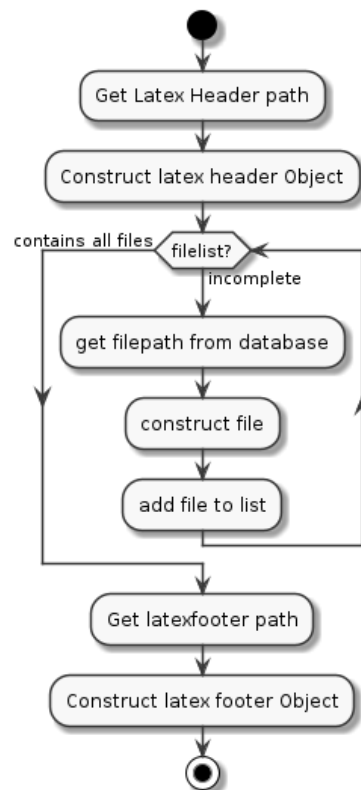 Get Latex Header path
Construct latex header Object
contains all files
filelist?
incomplete
get filepath from database
construct file
add file to list
Get latexfooter path
Construct latex footer Object